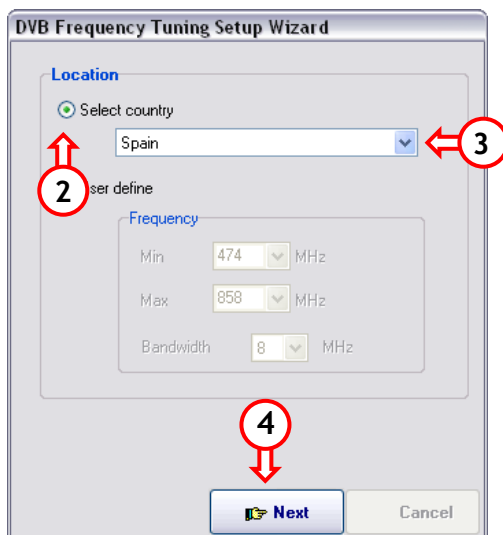 DVB Frequency Tuning Setup Wizard
Location
Select country
Spain
3
2
ser define
Frequency
Min 474 MHz
Max 858 MHz
Bandwidth 8 MHz
4
Next Cancel